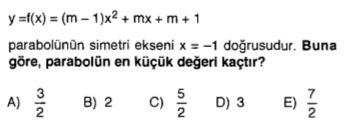 y =f(x) = (m – 1)x² + mx + m + 1
parabolünün simetri ekseni x = –1 doğrusudur. Buna
göre, parabolün en küçük değeri kaçtır?
A) 3/2 B) 2 C) 5/2 D) 3 E) 7/2